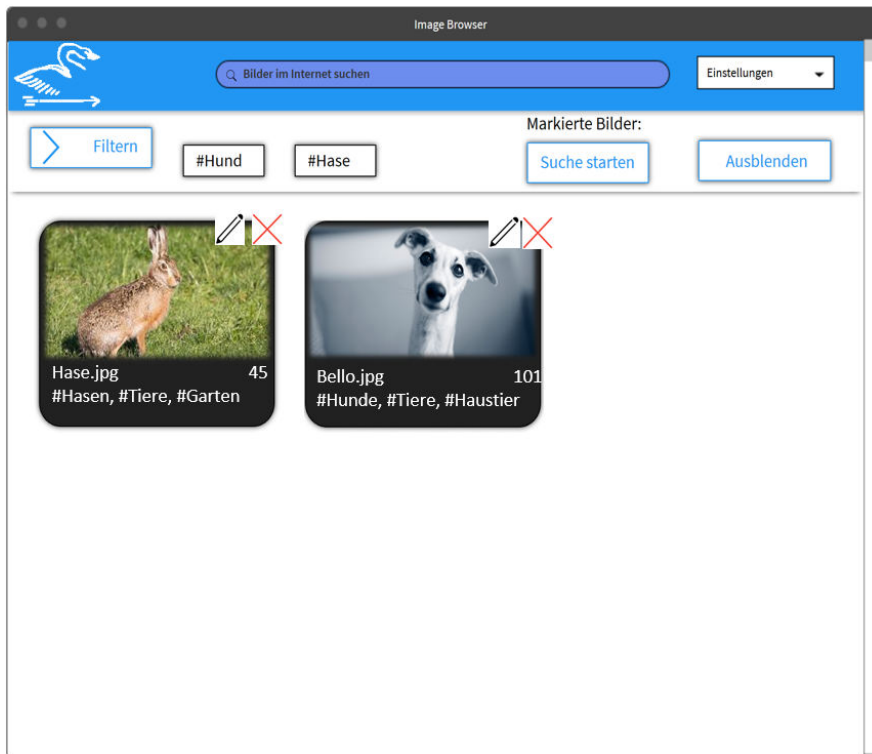 Image Browser
Bilder im Internet suchen
Einstellungen
Markierte Bilder:
Filtern
#Hund
#Hase
Suche starten
Ausblenden
Hase.jpg 45
#Hasen, #Tiere, #Garten
Bello.jpg 101
#Hunde, #Tiere, #Haustier